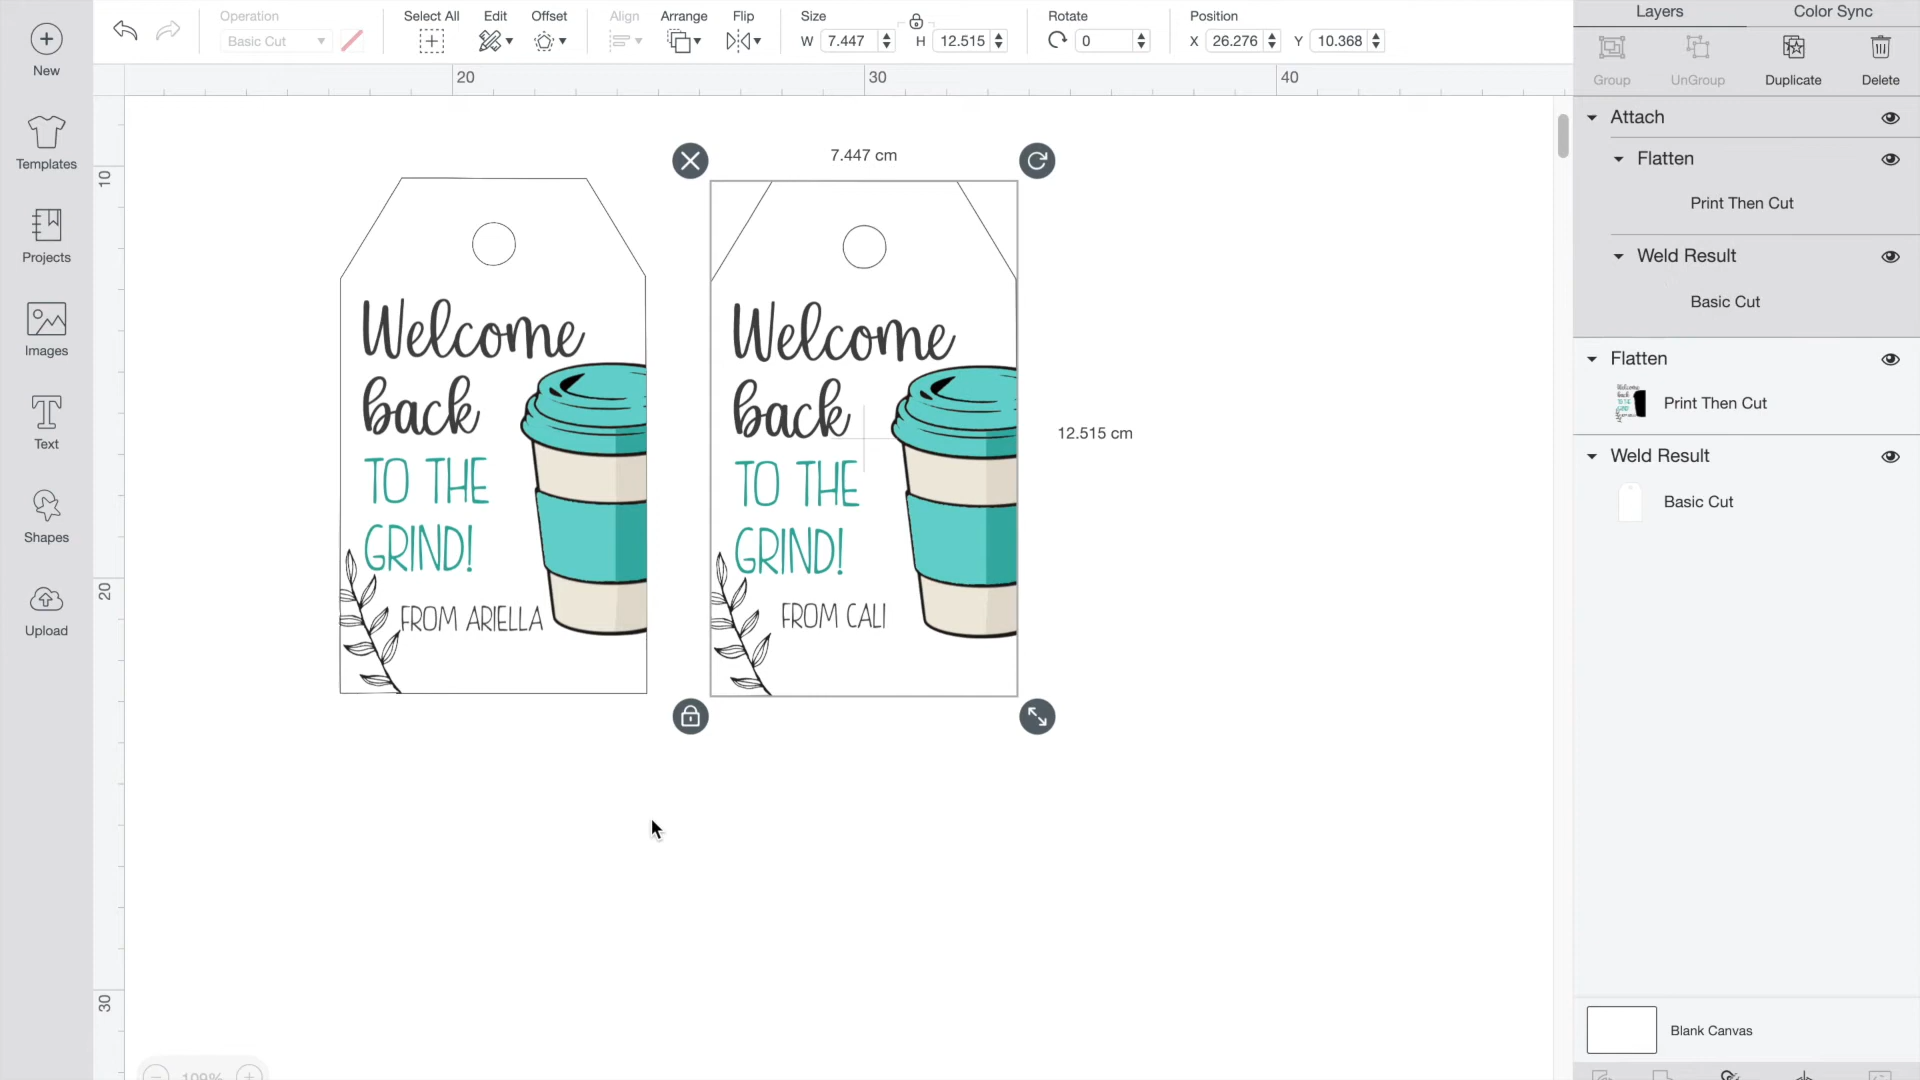 New
Templates
Projects
Images
Text
Shapes
Upload
Operation
Basic Cut
Select All
Edit
Offset
Align
Arrange
Flip
Size
W 7.447
H 12.515
Rotate
0
Position
X 26.276
Y 10.368
20
30
40
10
20
30
Welcome
back
TO THE
GRIND!
FROM ARIELLA
7.447 cm
Welcome
back
TO THE
GRIND!
FROM CALI
12.515 cm
109%
Layers
Color Sync
Group
UnGroup
Duplicate
Delete
Attach
Flatten
Print Then Cut
Weld Result
Basic Cut
Flatten
Print Then Cut
Weld Result
Basic Cut
Blank Canvas